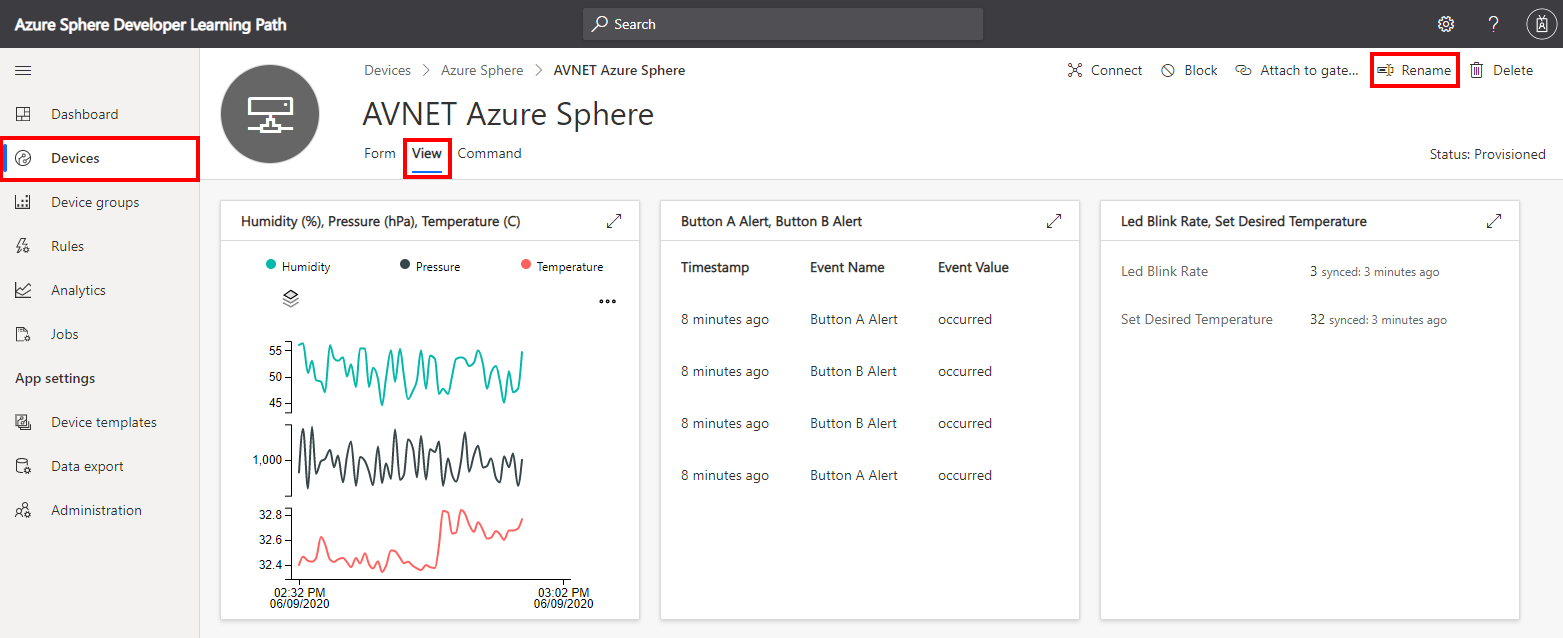 Azure Sphere Developer Learning Path
Search
?
Dashboard
Devices
Device groups
Rules
Analytics
Jobs
App settings
Device templates
Data export
Administration
Devices > Azure Sphere > AVNET Azure Sphere
Connect Block Attach to gate... Rename Delete
AVNET Azure Sphere
Form View Command
Status: Provisioned
Humidity (%), Pressure (hPa), Temperature (C)
Humidity Pressure Temperature
55
50
45
1,000
32.8
32.6
32.4
02:32 PM 03:02 PM
06/09/2020 06/09/2020
Button A Alert, Button B Alert
Timestamp Event Name Event Value
8 minutes ago Button A Alert occurred
8 minutes ago Button B Alert occurred
8 minutes ago Button B Alert occurred
8 minutes ago Button A Alert occurred
Led Blink Rate, Set Desired Temperature
Led Blink Rate 3 synced: 3 minutes ago
Set Desired Temperature 32 synced: 3 minutes ago